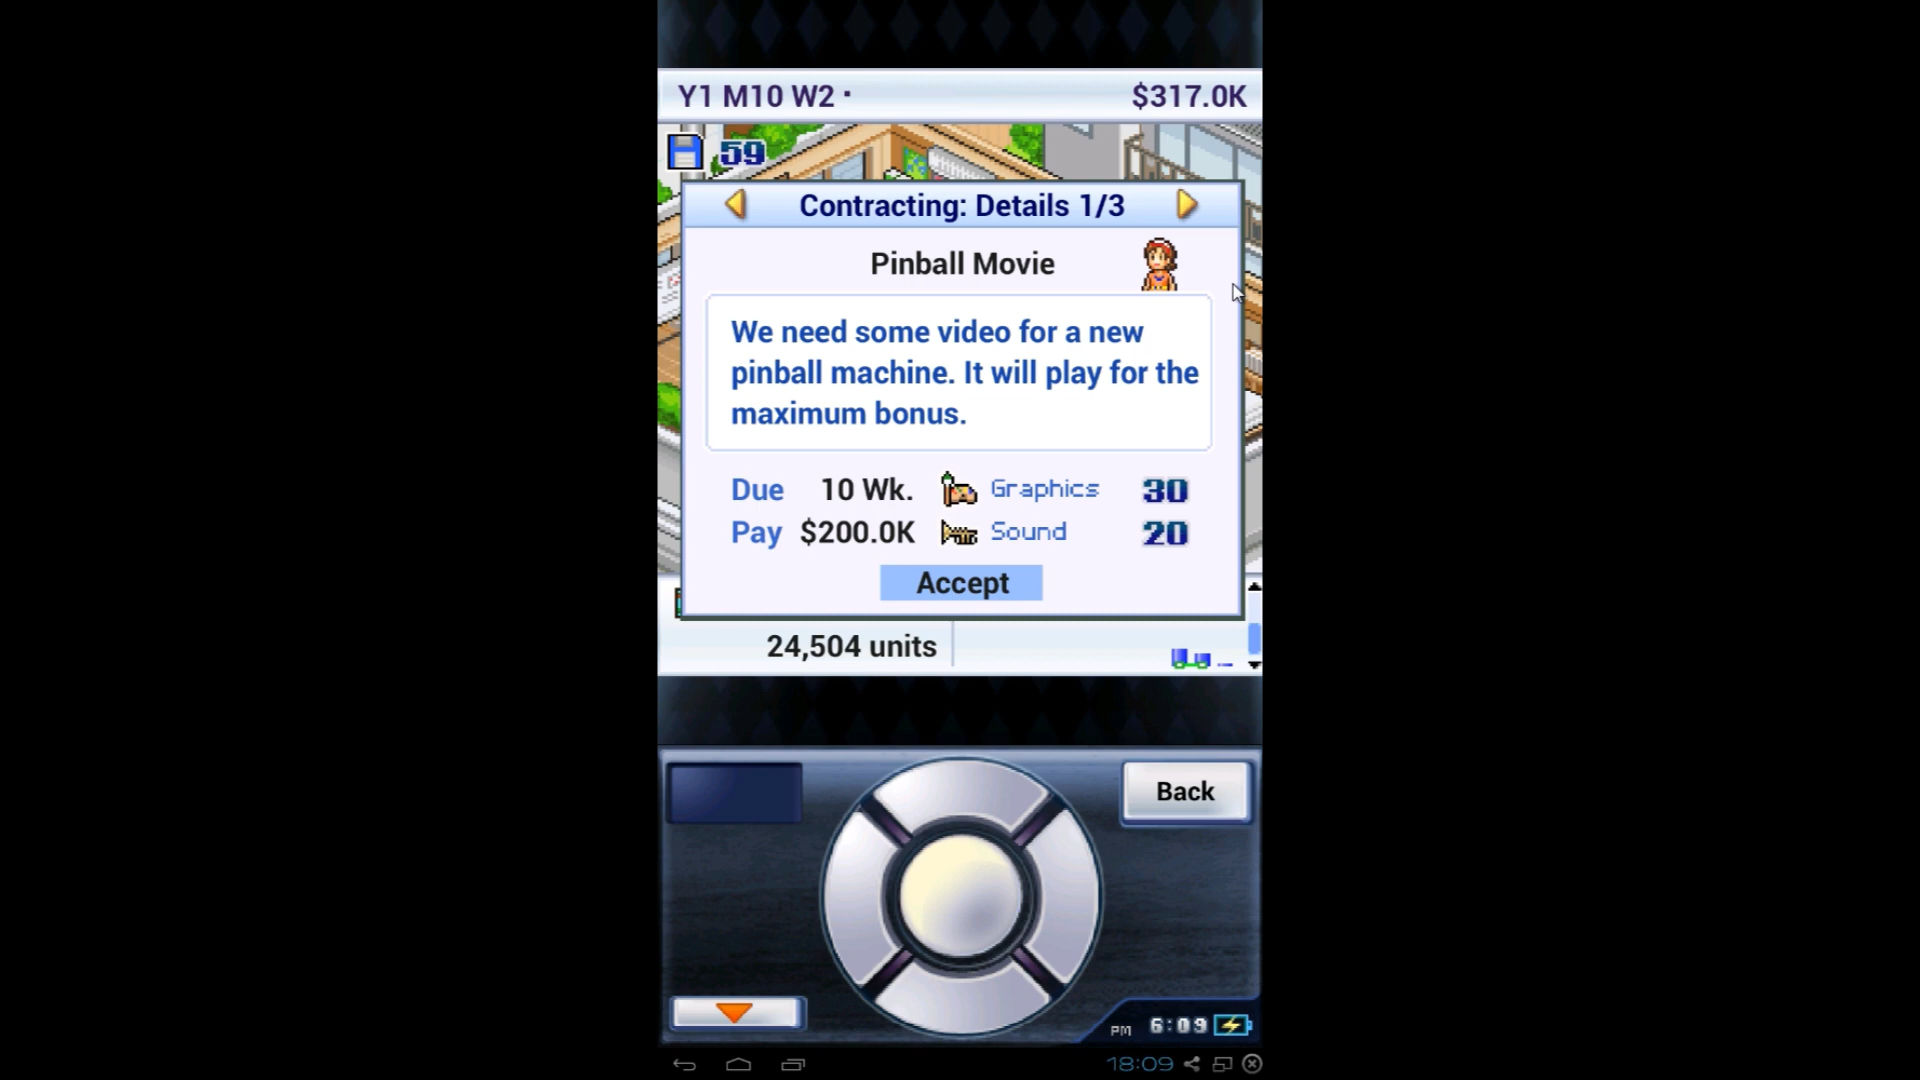 Y1 M10 W2 $317.0K
59
Contracting: Details 1/3
Pinball Movie
We need some video for a new
pinball machine. It will play for the
maximum bonus.
Due 10 Wk. Graphics 30
Pay $200.0K Sound 20
Accept
24,504 units
Back
PM 6:09
18:09